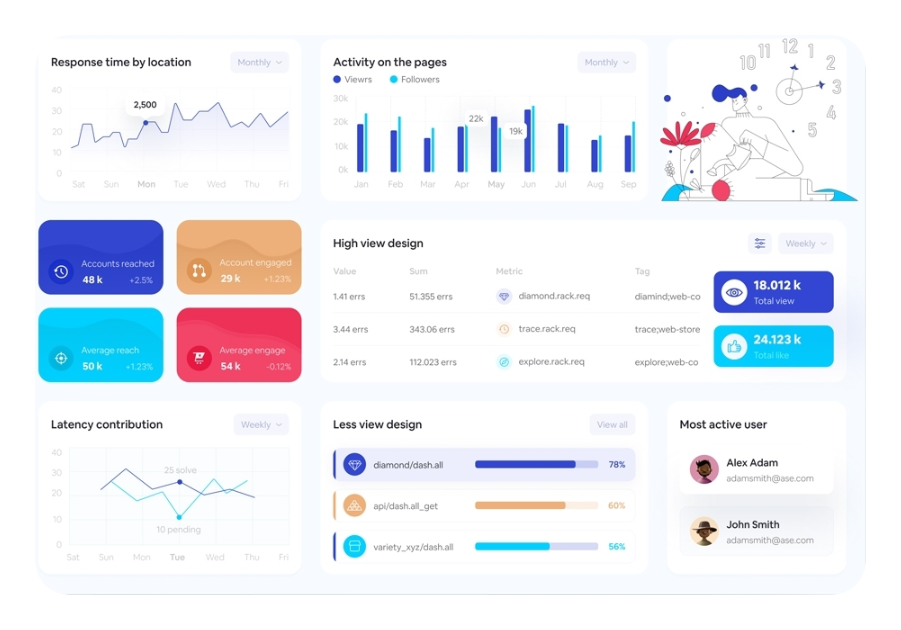 Response time by location
Monthly
40
30
20
10
0
2,500
Sat Sun Mon Tue Wed Thu Fri
Activity on the pages
Monthly
Viewrs Followers
30k
20k
10k
0k
22k
19k
Jan Feb Mar Apr May Jun Jul Aug Sep
10 11 12 1 2 3 4 5
Accounts reached
48 k +2.5%
Account engaged
29 k +1.23%
Average reach
50 k +1.23%
Average engage
54 k -0.12%
High view design
Weekly
Value Sum Metric Tag
1.41 errs 51.355 errs diamond.rack.req diamind;web-co
3.44 errs 343.06 errs trace.rack.req trace;web-store
2.14 errs 112.023 errs explore.rack.req explore;web-co
18.012 k
Total view
24.123 k
Total like
Latency contribution
Weekly
40
30
20
10
0
25 solve
10 pending
Sat Sun Mon Tue Wed Thu Fri
Less view design
View all
diamond/dash.all 78%
api/dash.all_get 60%
variety_xyz/dash.all 56%
Most active user
Alex Adam
adamsmith@ase.com
John Smith
adamsmith@ase.com